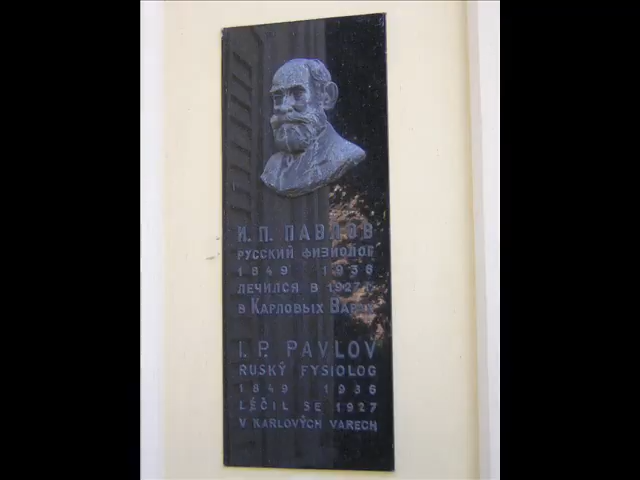 И. П. ПАВЛОВ
РУССКИЙ ФИЗИОЛОГ
1849 1936
ЛЕЧИЛСЯ В 1927 Г.
В КАРЛОВЫХ ВАРАХ
I. P. PAVLOV
RUSKÝ FYSIOLOG
1849 1936
LÉČIL SE 1927
V KARLOVÝCH VARECH